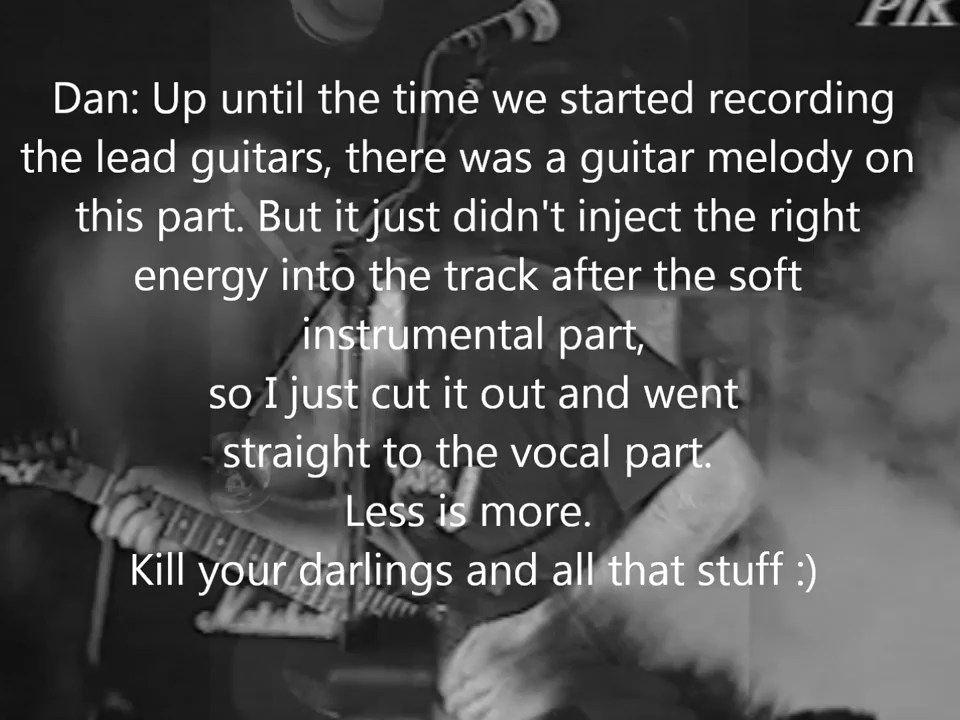 PIK
Dan: Up until the time we started recording
the lead guitars, there was a guitar melody on
this part. But it just didn't inject the right
energy into the track after the soft
instrumental part,
so I just cut it out and went
straight to the vocal part.
Less is more.
Kill your darlings and all that stuff :)